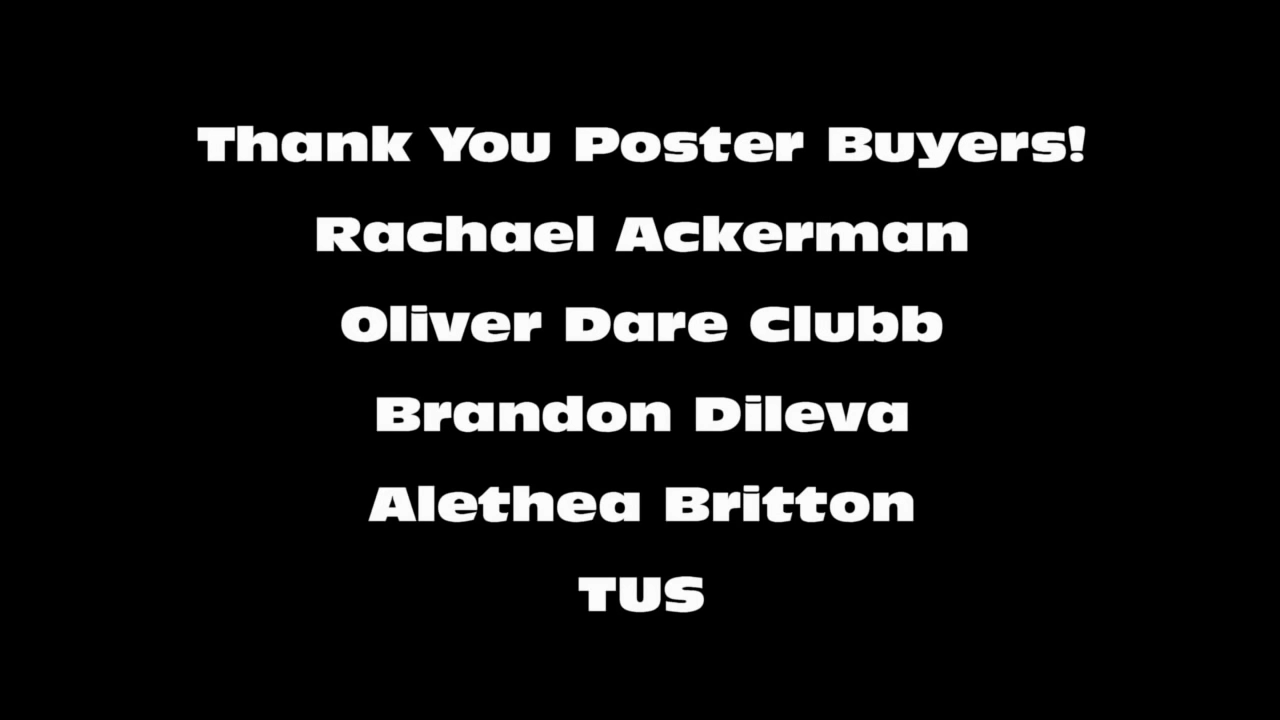 Thank You Poster Buyers!
Rachael Ackerman
Oliver Dare Clubb
Brandon Dileva
Alethea Britton
TUS